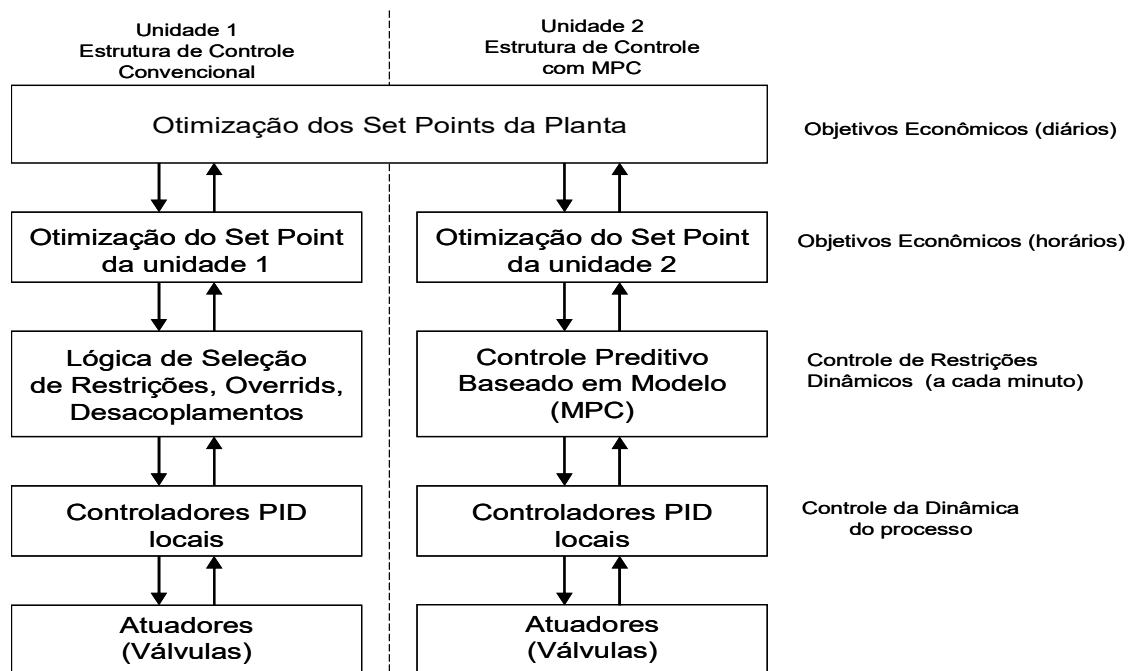 Unidade 1
Estrutura de Controle
Convencional
Unidade 2
Estrutura de Controle
com MPC
Otimização dos Set Points da Planta
Objetivos Econômicos (diários)
Otimização do Set Point
da unidade 1
Otimização do Set Point
da unidade 2
Objetivos Econômicos (horários)
Lógica de Seleção
de Restrições, Overrids,
Desacoplamentos
Controle Preditivo
Baseado em Modelo
(MPC)
Controle de Restrições
Dinâmicos (a cada minuto)
Controladores PID
locais
Controladores PID
locais
Controle da Dinâmica
do processo
Atuadores
(Válvulas)
Atuadores
(Válvulas)